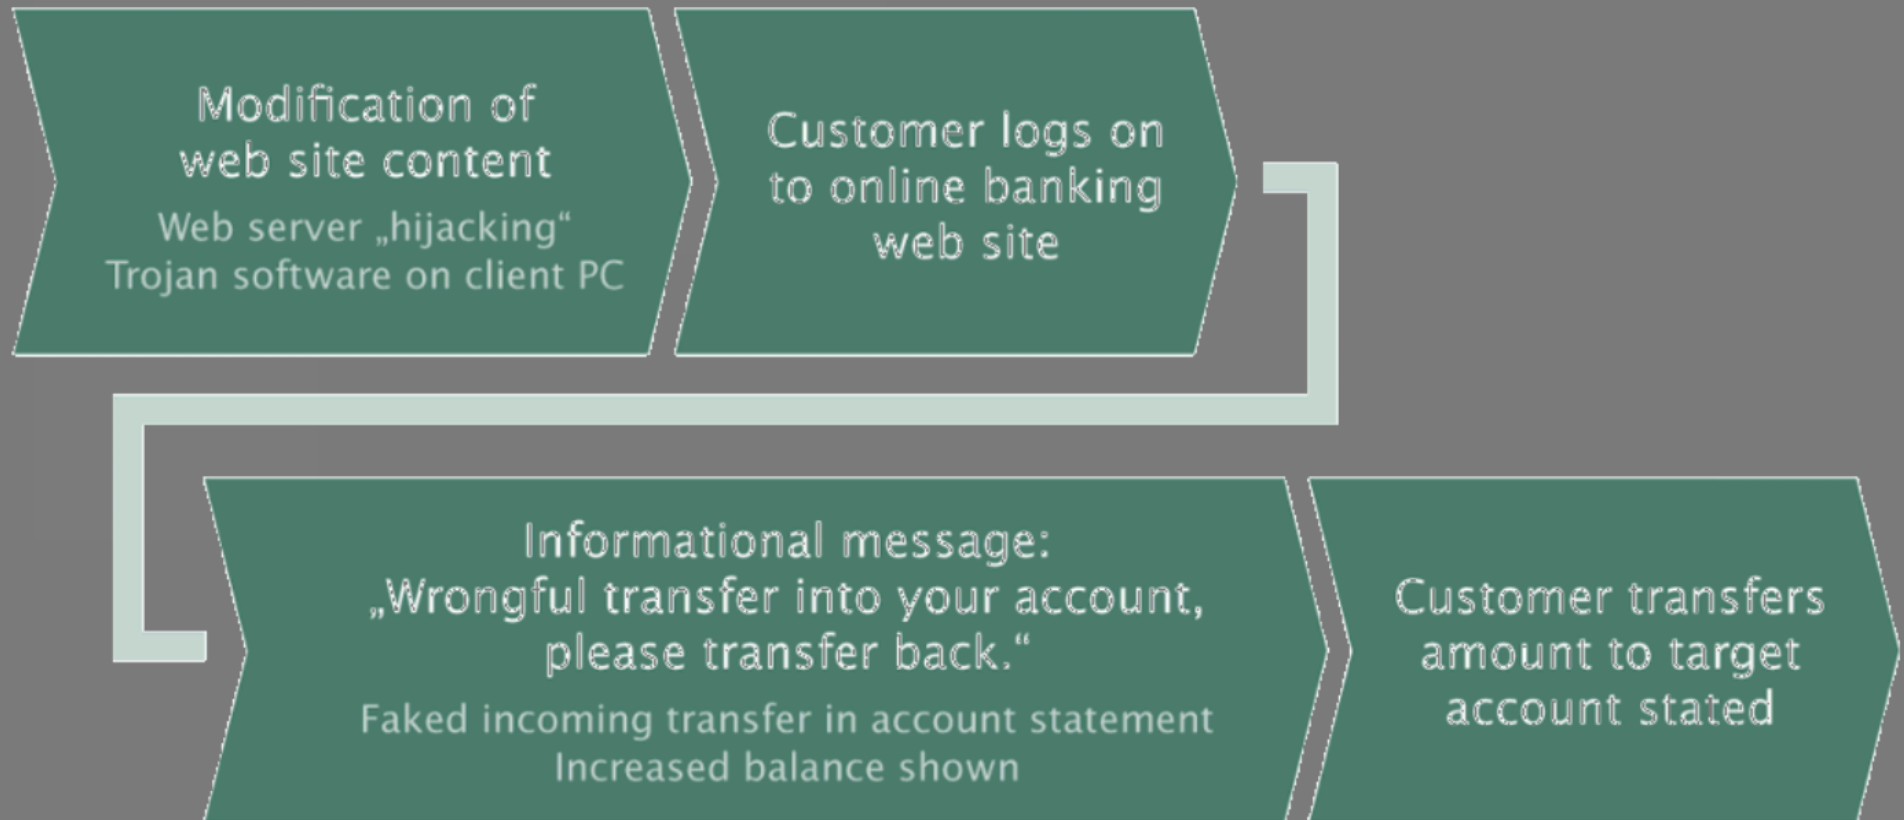 Modification of
web site content
Web server „hijacking“
Trojan software on client PC
Customer logs on
to online banking
web site
Informational message:
„Wrongful transfer into your account,
please transfer back.“
Faked incoming transfer in account statement
Increased balance shown
Customer transfers
amount to target
account stated